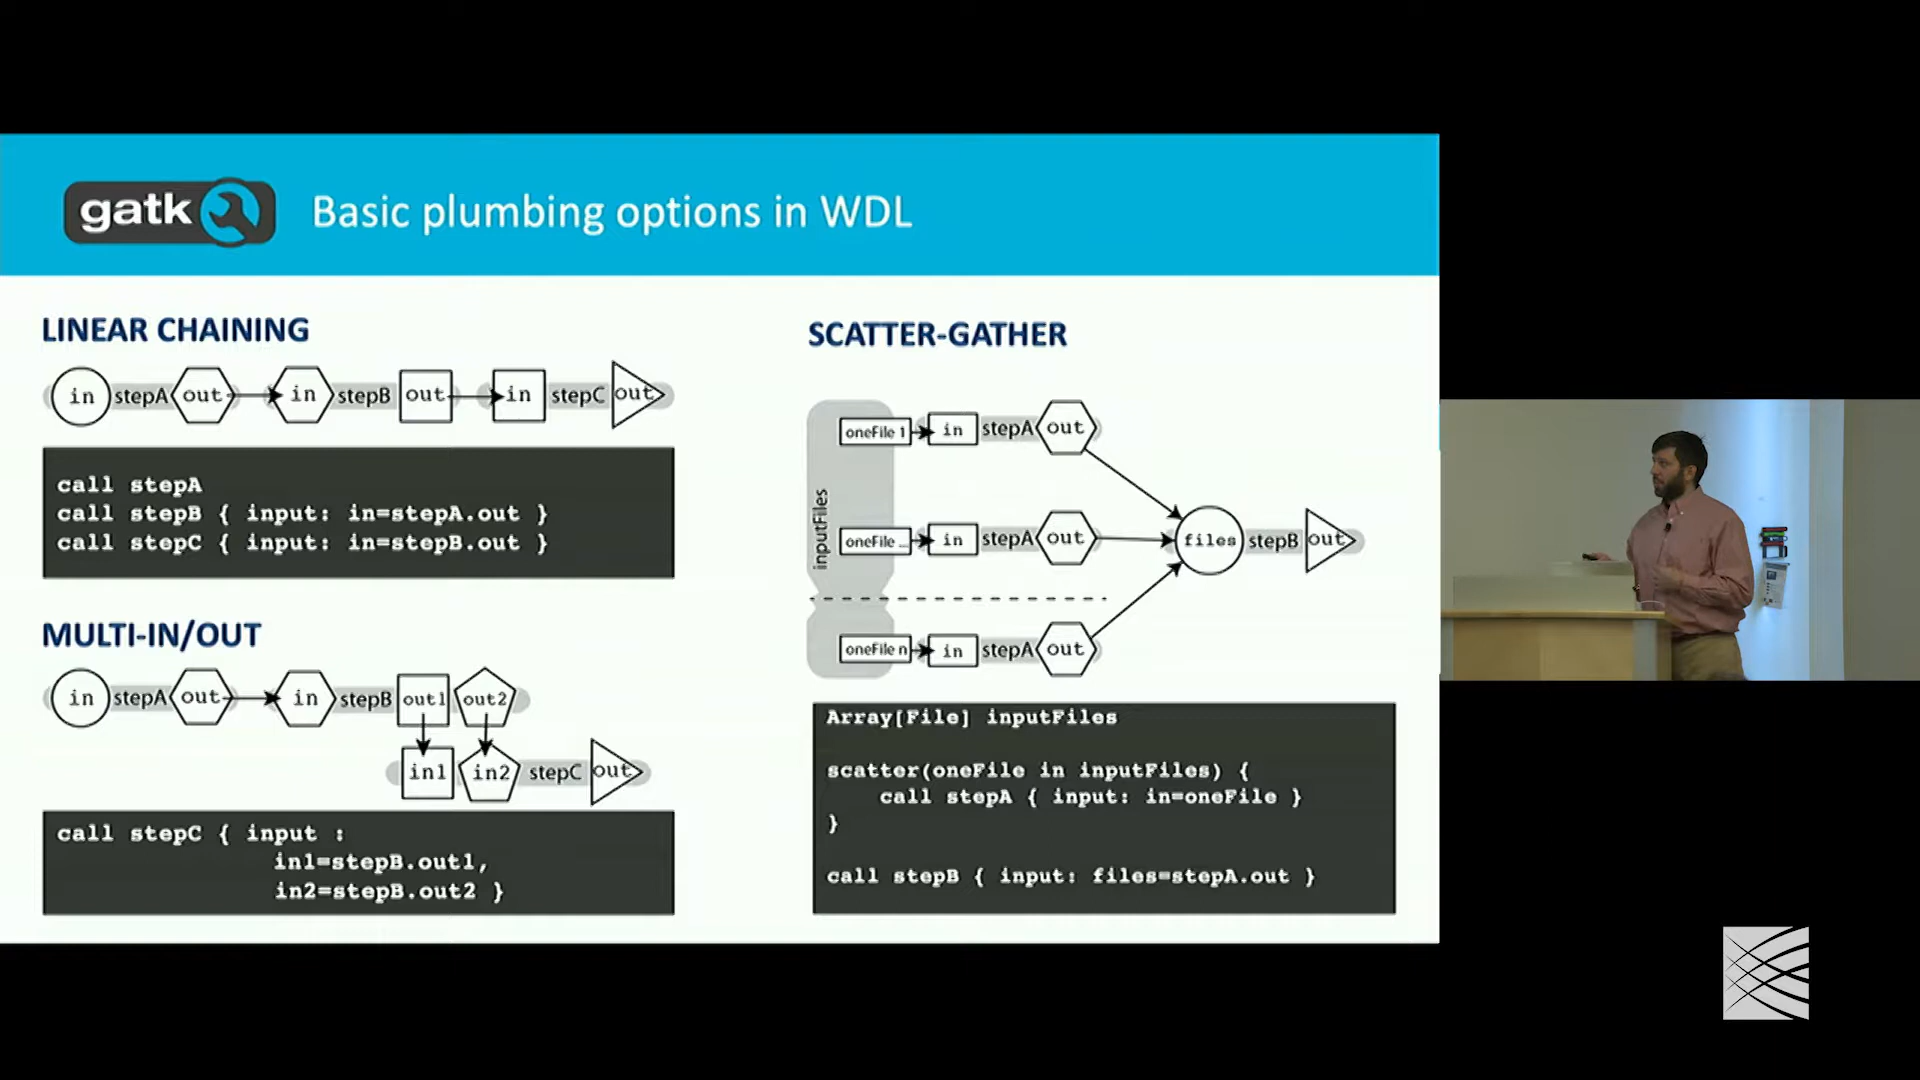 gatk
Basic plumbing options in WDL
LINEAR CHAINING
in stepA out in stepB out in stepC out
call stepA
call stepB { input: in=stepA.out }
call stepC { input: in=stepB.out }
MULTI-IN/OUT
in stepA out in stepB out1 out2
in1 in2 stepC out
call stepC { input :
in1=stepB.out1,
in2=stepB.out2 }
SCATTER-GATHER
inputFiles
oneFile 1 in stepA out
oneFile ... in stepA out files stepB out
oneFile n in stepA out
Array[File] inputFiles
scatter(oneFile in inputFiles) {
call stepA { input: in=oneFile }
}
call stepB { input: files=stepA.out }